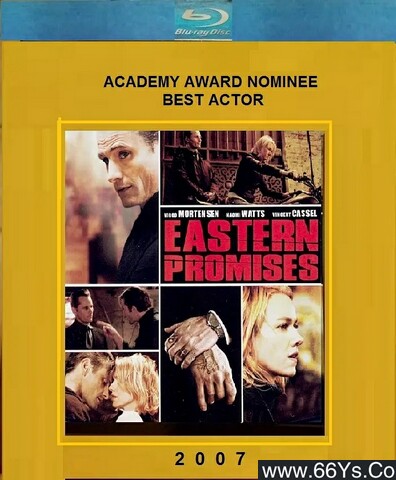 Blu-ray Disc
ACADEMY AWARD NOMINEE
BEST ACTOR
VIGGO MORTENSEN NAOMI WATTS VINCENT CASSEL
EASTERN
PROMISES
2007
www.Co.66Ys.Com